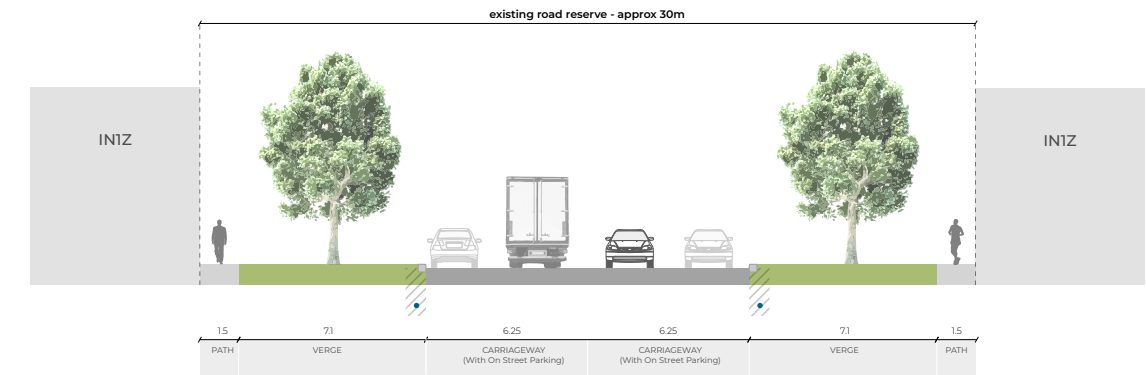 existing road reserve - approx 30m
IN1Z
IN1Z
1.5
7.1
6.25
6.25
7.1
1.5
PATH
VERGE
CARRIAGEWAY
(With On Street Parking)
CARRIAGEWAY
(With On Street Parking)
VERGE
PATH